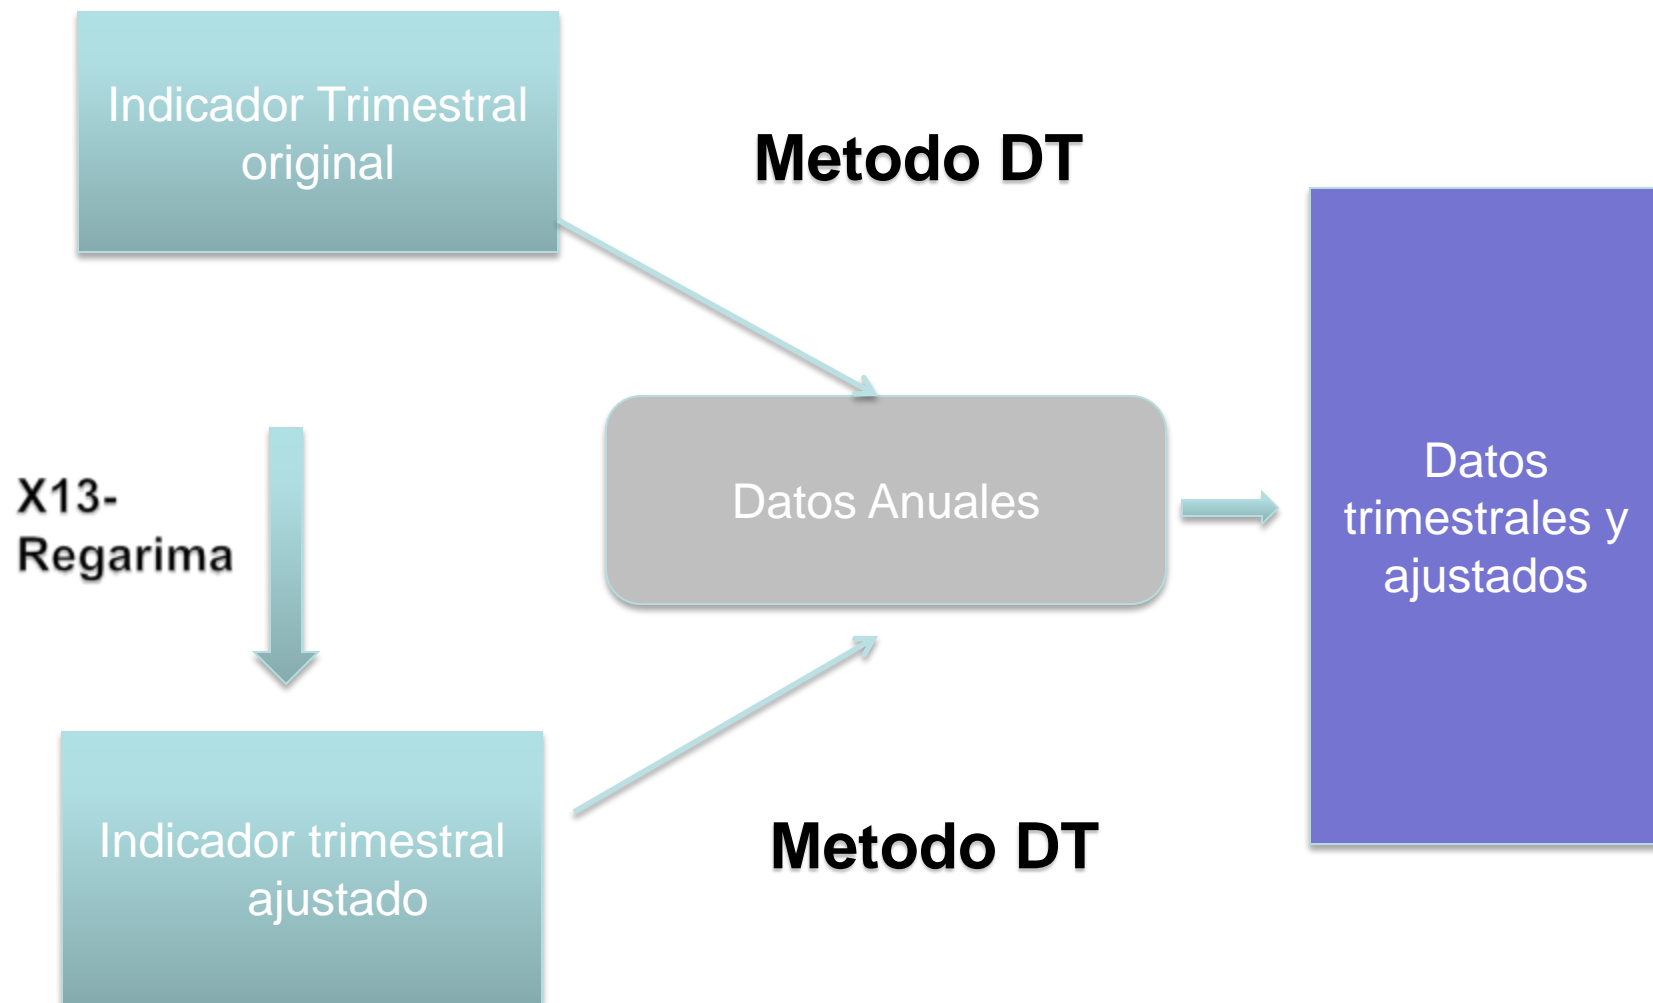 Indicador Trimestral
original
Metodo DT
X13-
Regarima
Datos Anuales
Datos
trimestrales y
ajustados
Indicador trimestral
ajustado
Metodo DT